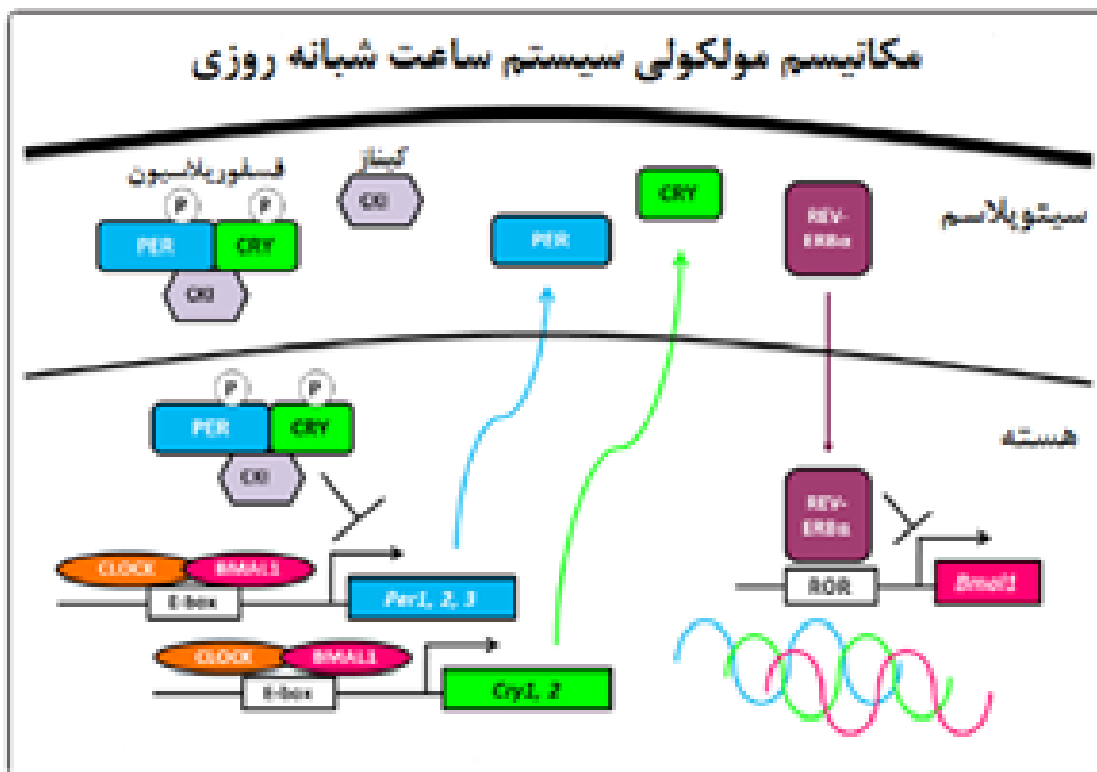 مکانیسم مولکولی سیستم ساعت شبانه روزی
فسفوریلاسیون
کیناز
P
P
CKI
CRY
REV-
ERBα
سیتوپلاسم
PER
CRY
PER
CKI
P
P
هسته
PER
CRY
CKI
REV-
ERBα
CLOCK
BMAL1
E-box
Per1, 2, 3
ROR
Bmal1
CLOCK
BMAL1
E-box
Cry1, 2